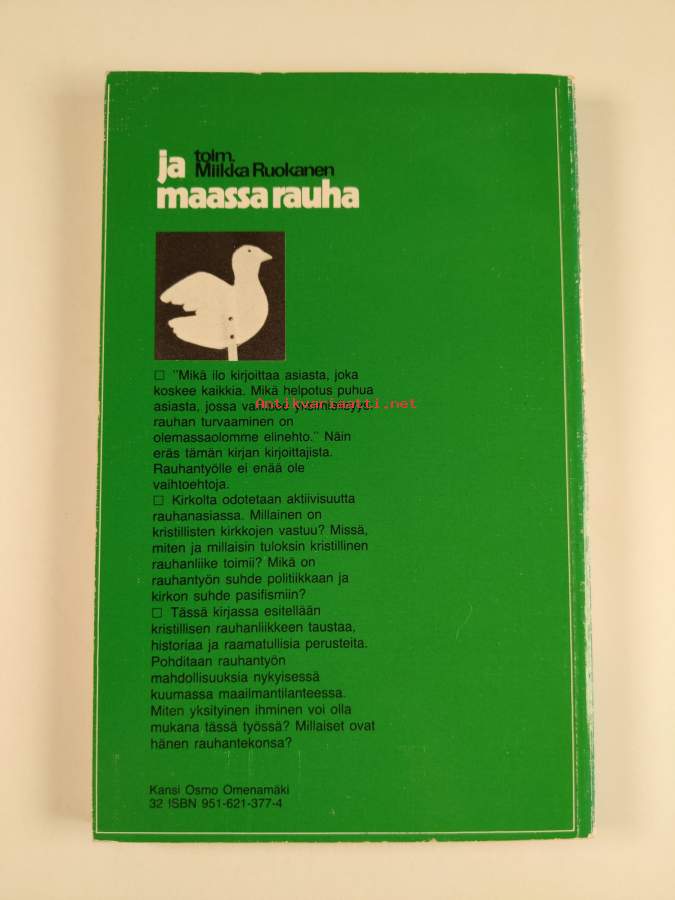 toim.
ja Miikka Ruokanen
maassa rauha
□ "Mikä ilo kirjoittaa asiasta, joka
koskee kaikkia. Mikä helpotus puhua
asiasta, jossa
Antikvariaatti.net
rauhan turvaaminen on
olemassaolomme elinehto." Näin
eräs tämän kirjan kirjoittajista.
Rauhantyölle ei enää ole
vaihtoehtoja.
□ Kirkolta odotetaan aktiivisuutta
rauhanasiassa. Millainen on
kristillisten kirkkojen vastuu? Missä,
miten ja millaisin tuloksin kristillinen
rauhanliike toimii? Mikä on
rauhantyön suhde politiikkaan ja
kirkon suhde pasifismiin?
□ Tässä kirjassa esitellään
kristillisen rauhanliikkeen taustaa,
historiaa ja raamatullisia perusteita.
Pohditaan rauhantyön
mahdollisuuksia nykyisessä
kuumassa maailmantilanteessa.
Miten yksityinen ihminen voi olla
mukana tässä työssä? Millaiset ovat
hänen rauhantekonsa?
Kansi Osmo Omenamäki
32 ISBN 951-621-377-4